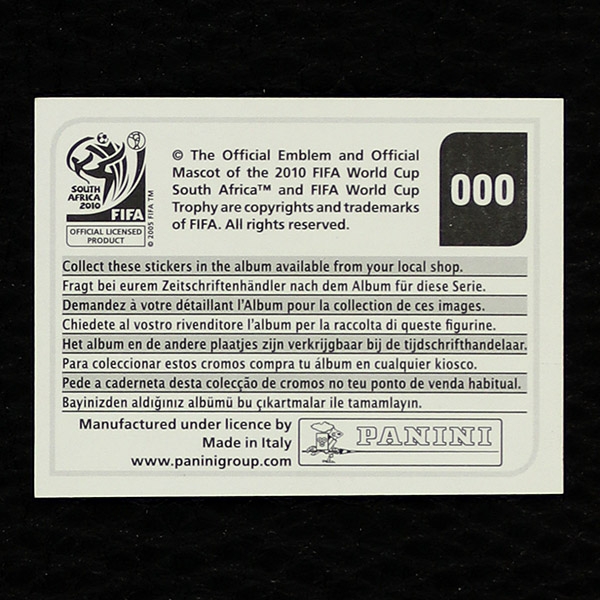 SOUTH
AFRICA
2010
FIFA
OFFICIAL LICENSED
PRODUCT
© 2005 FIFA TM
© The Official Emblem and Official
Mascot of the 2010 FIFA World Cup
South Africa™ and FIFA World Cup
Trophy are copyrights and trademarks
of FIFA. All rights reserved.
000
Collect these stickers in the album available from your local shop.
Fragt bei eurem Zeitschriftenhändler nach dem Album für diese Serie.
Demandez à votre détaillant l'Album pour la collection de ces images.
Chiedete al vostro rivenditore l'album per la raccolta di queste figurine.
Het album en de andere plaatjes zijn verkrijgbaar bij de tijdschrifthandelaar.
Para coleccionar estos cromos compra tu álbum en cualquier kiosco.
Pede a caderneta desta colecção de cromos no teu ponto de venda habitual.
Bayinizden aldığınız albümü bu çıkartmalar ile tamamlayın.
Manufactured under licence by
Made in Italy
www.paninigroup.com
PANINI